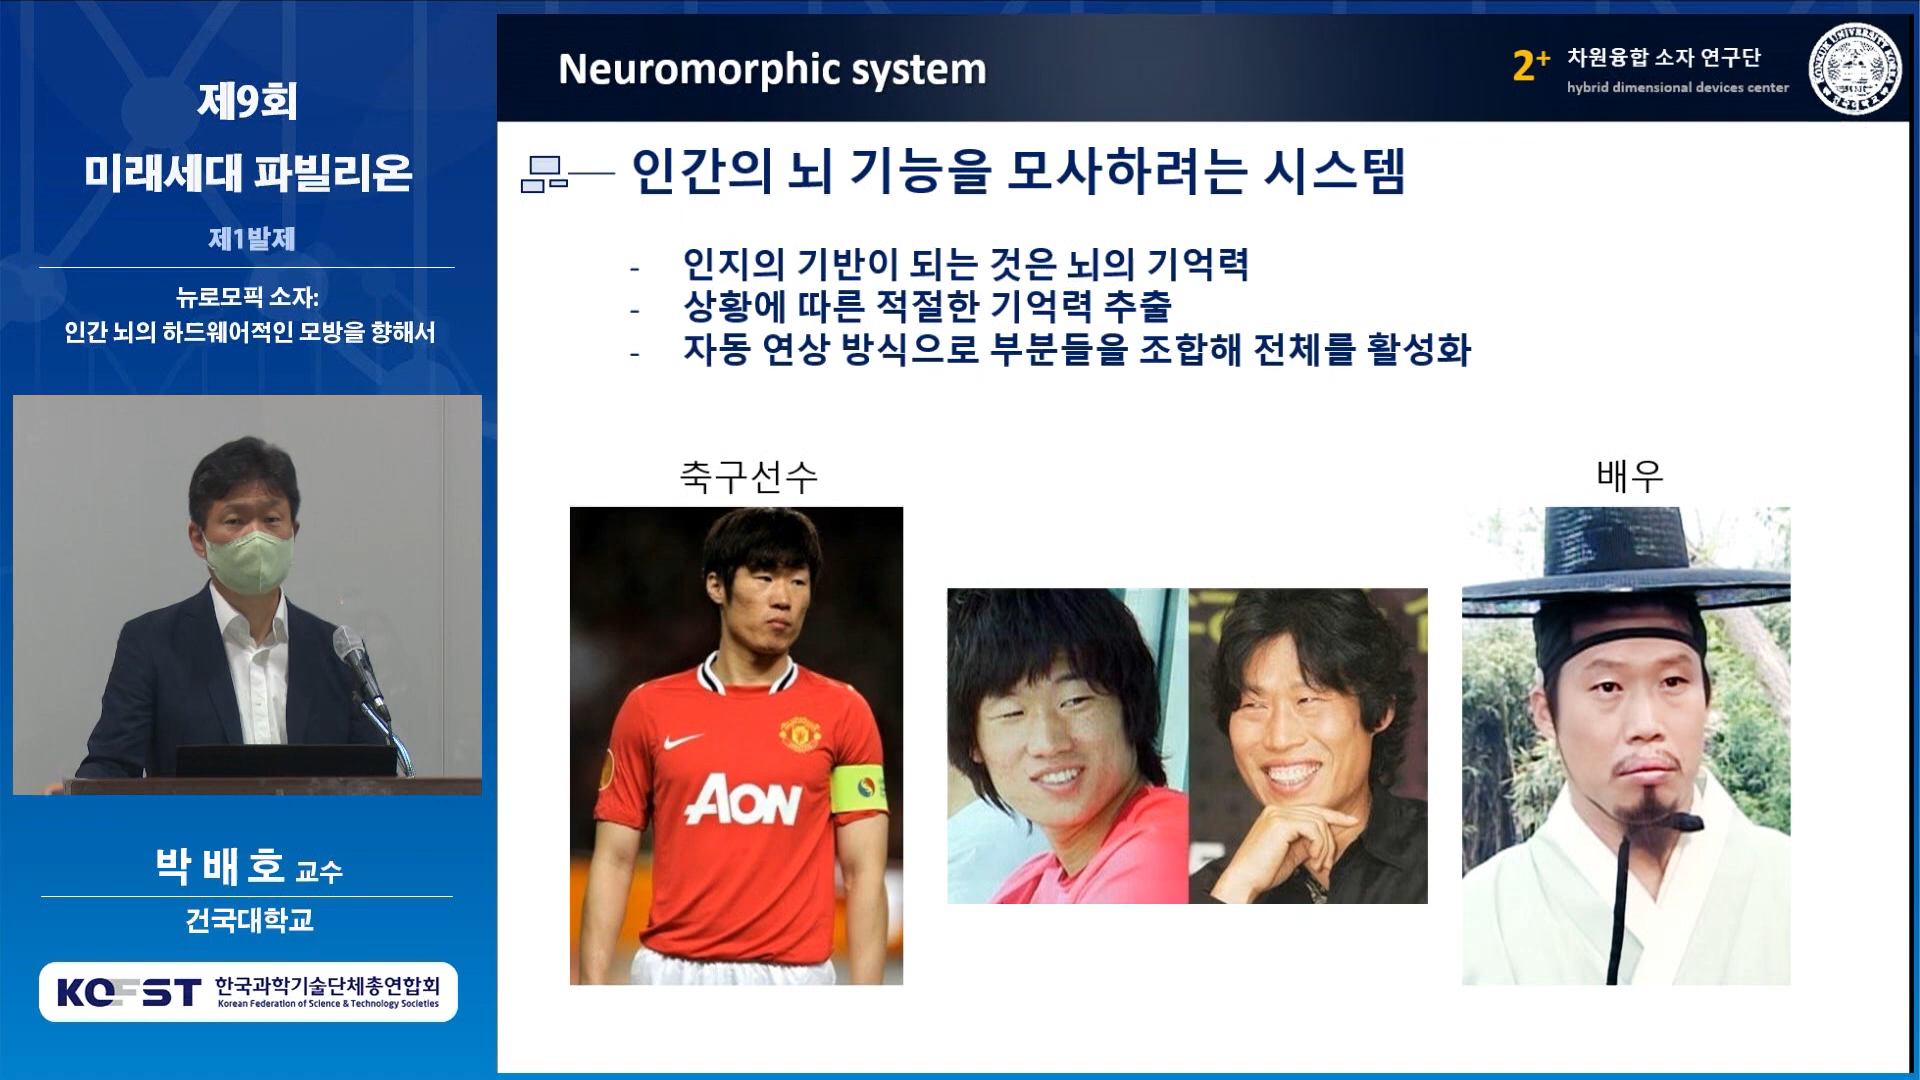 제9회
미래세대 파빌리온
제1발제
뉴로모픽 소자:
인간 뇌의 하드웨어적인 모방을 향해서
박 배 호 교수
건국대학교
KOFST 한국과학기술단체총연합회
Korean Federation of Science & Technology Societies
Neuromorphic system
2+ 차원융합 소자 연구단
hybrid dimensional devices center
인간의 뇌 기능을 모사하려는 시스템
- 인지의 기반이 되는 것은 뇌의 기억력
- 상황에 따른 적절한 기억력 추출
- 자동 연상 방식으로 부분들을 조합해 전체를 활성화
축구선수
배우
AON